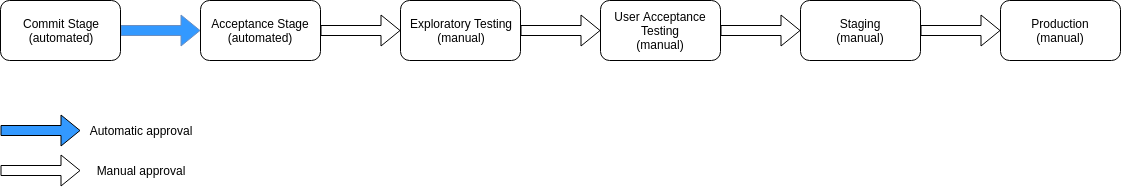 Commit Stage
(automated)
Acceptance Stage
(automated)
Exploratory Testing
(manual)
User Acceptance
Testing
(manual)
Staging
(manual)
Production
(manual)
Automatic approval
Manual approval